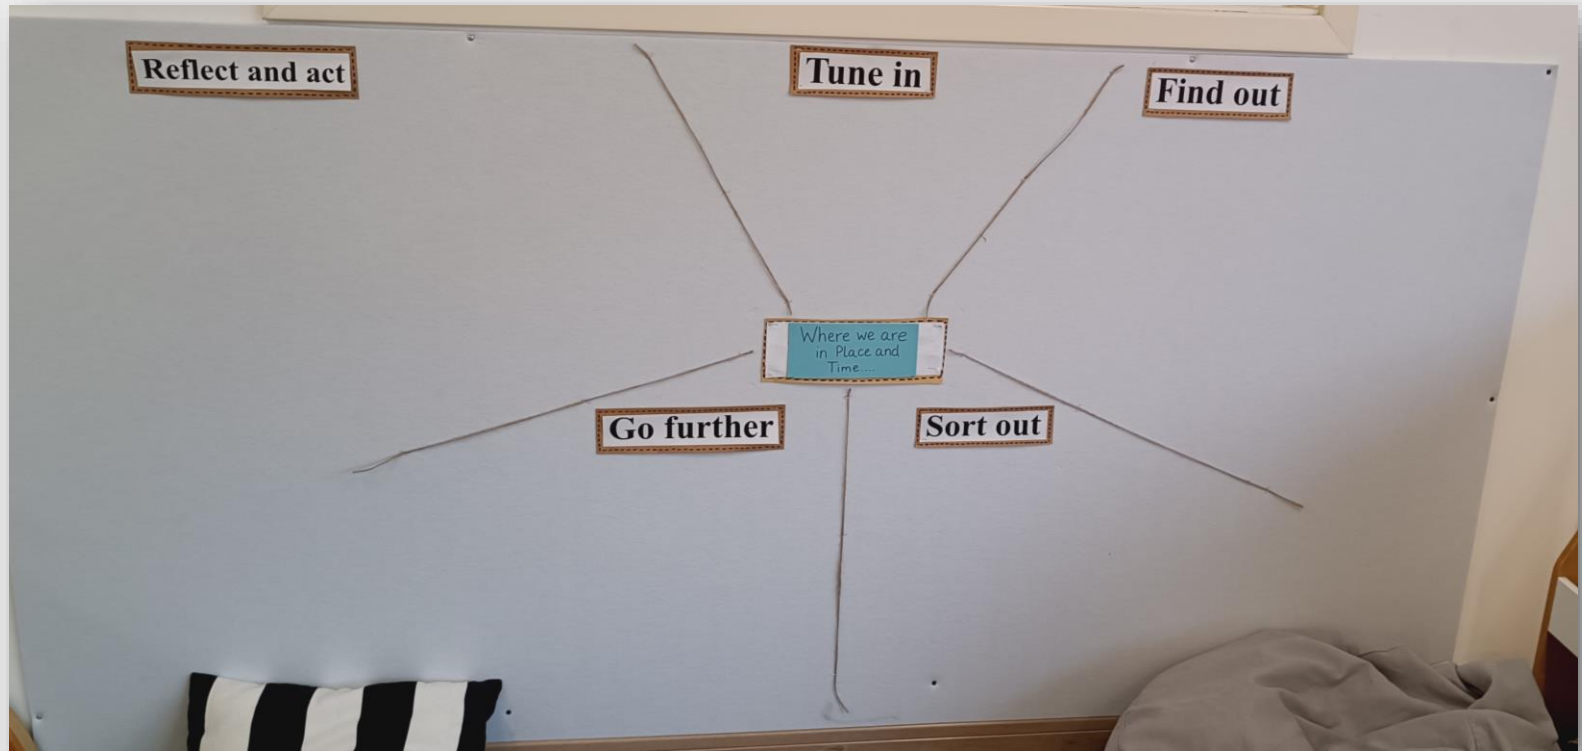 Reflect and act
Tune in
Find out
Where we are
in Place and
Time....
Go further
Sort out